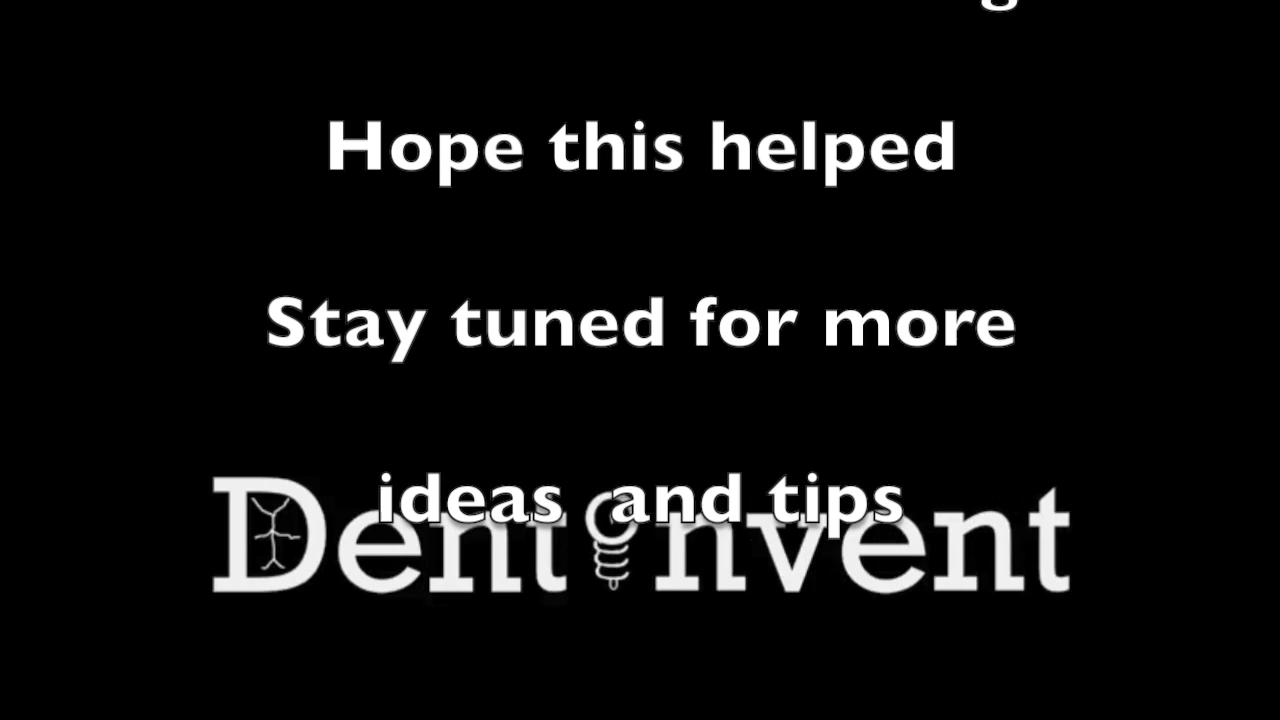 Hope this helped
Stay tuned for more
ideas and tips
Dentinvent